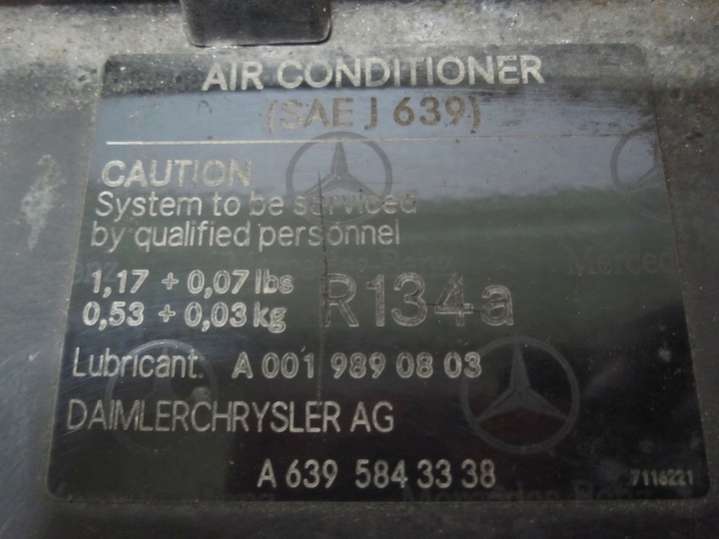 AIR CONDITIONER
(SAE J 639)
CAUTION
System to be serviced
by qualified personnel
1,17 + 0,07 lbs
0,53 + 0,03 kg
R134a
Lubricant: A 001 989 08 03
DAIMLERCHRYSLER AG
A 639 584 33 38
7116221